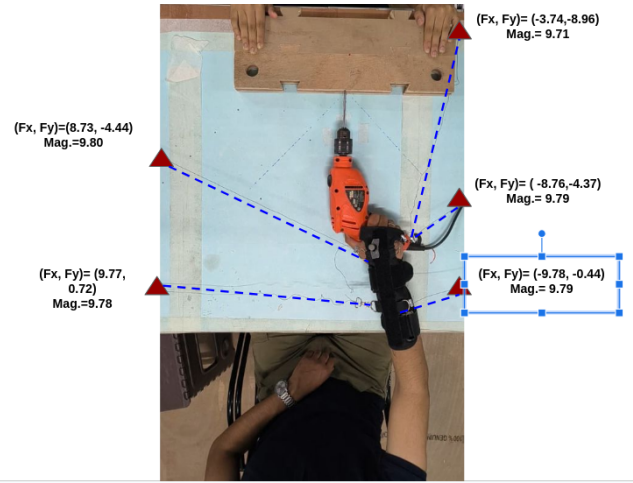 (Fx, Fy)= (-3.74,-8.96)
Mag.= 9.71
(Fx, Fy)=(8.73, -4.44)
Mag.=9.80
(Fx, Fy)= ( -8.76,-4.37)
Mag.= 9.79
(Fx, Fy)= (9.77,
0.72)
Mag.=9.78
(Fx, Fy)= (-9.78, -0.44)
Mag.= 9.79